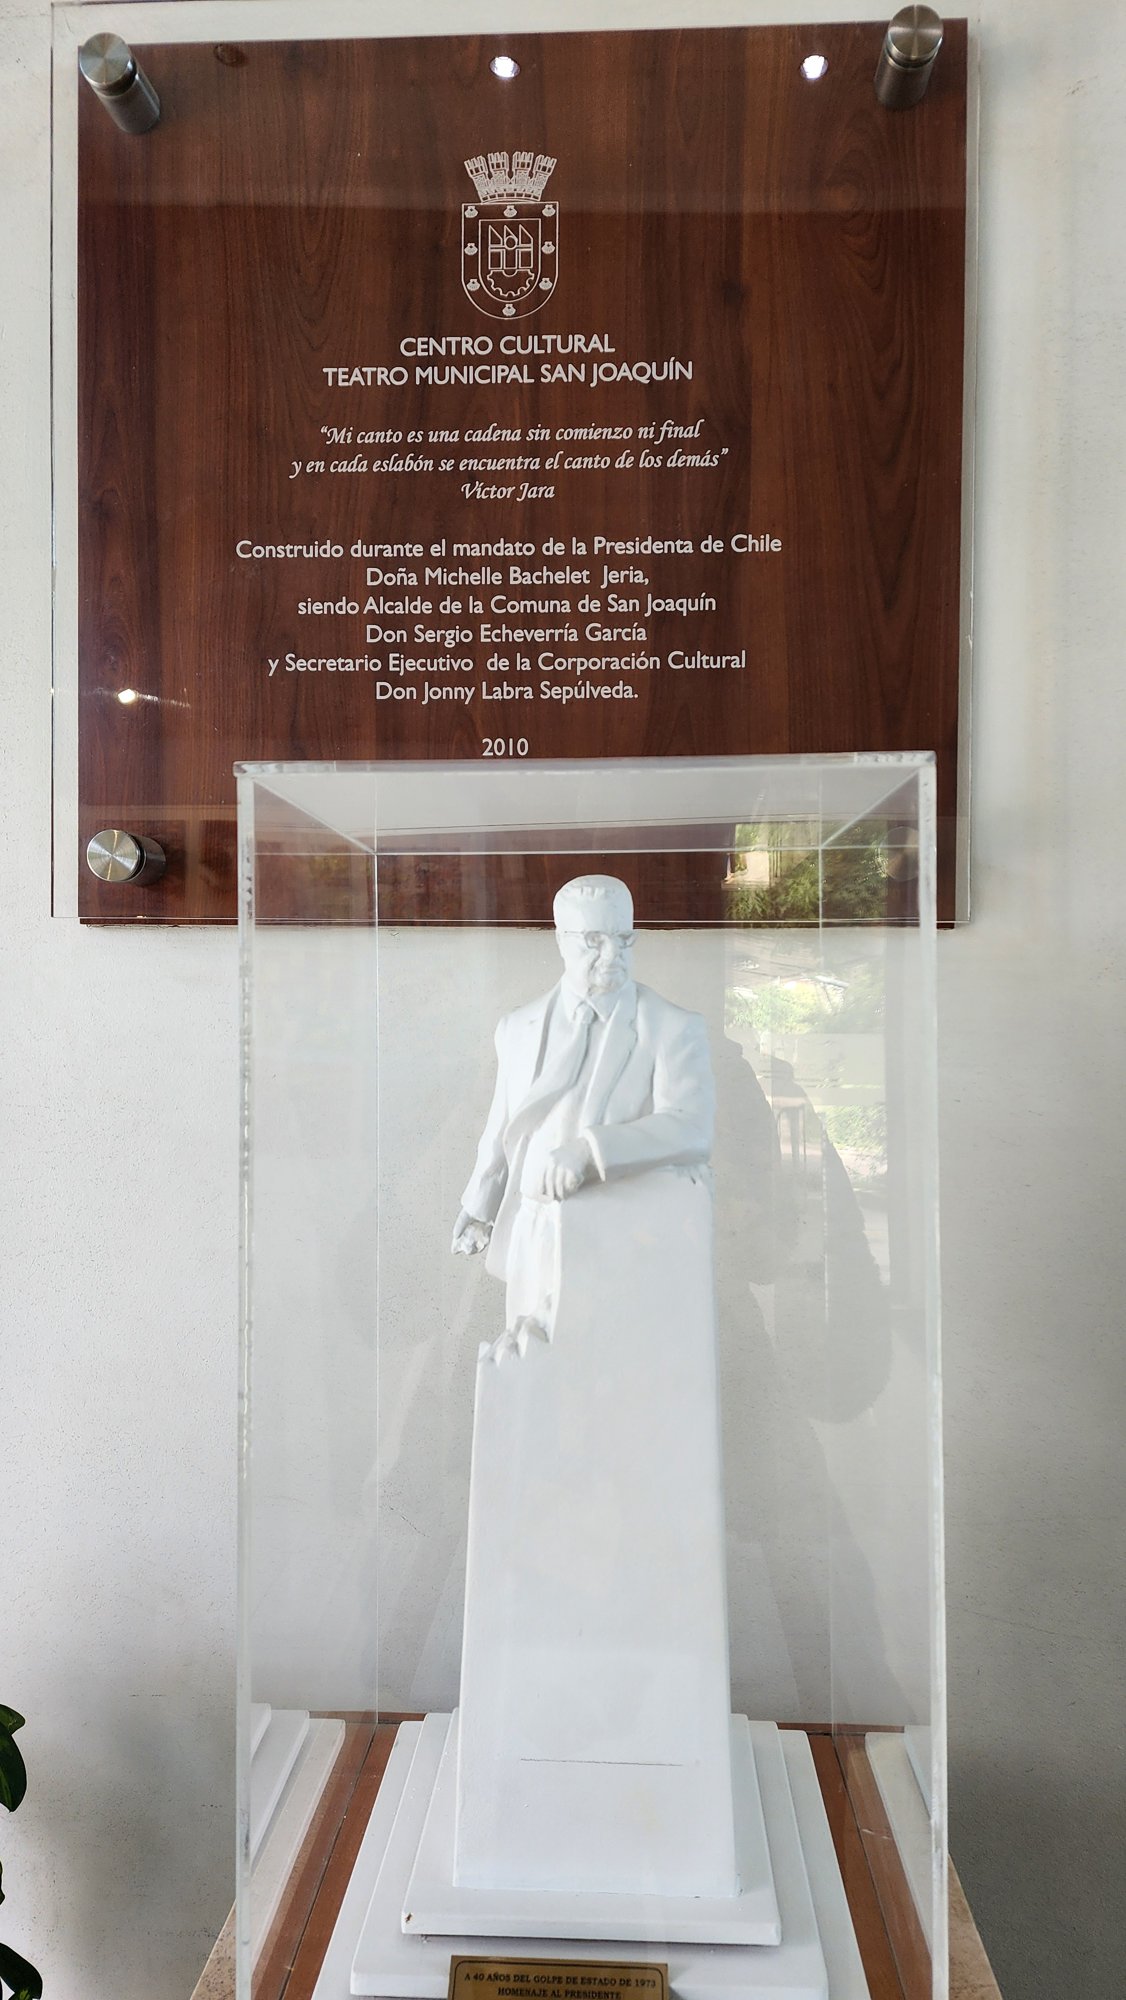 CENTRO CULTURAL
TEATRO MUNICIPAL SAN JOAQUÍN
“Mi canto es una cadena sin comienzo ni final
y en cada eslabón se encuentra el canto de los demás”
Víctor Jara
Construido durante el mandato de la Presidenta de Chile
Doña Michelle Bachelet Jeria,
siendo Alcalde de la Comuna de San Joaquín
Don Sergio Echeverría García
y Secretario Ejecutivo de la Corporación Cultural
Don Jonny Labra Sepúlveda.
2010
A 40 AÑOS DEL GOLPE DE ESTADO DE 1973
HOMENAJE AL PRESIDENTE